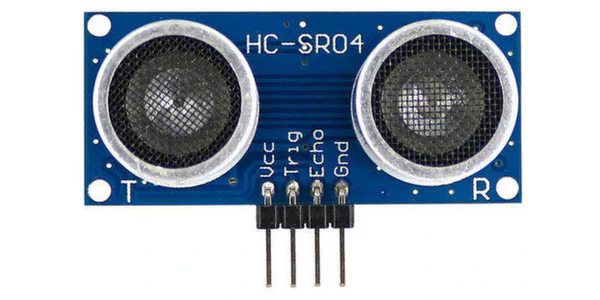 HC-SR04
Vcc
Trig
Echo
Gnd
T
R